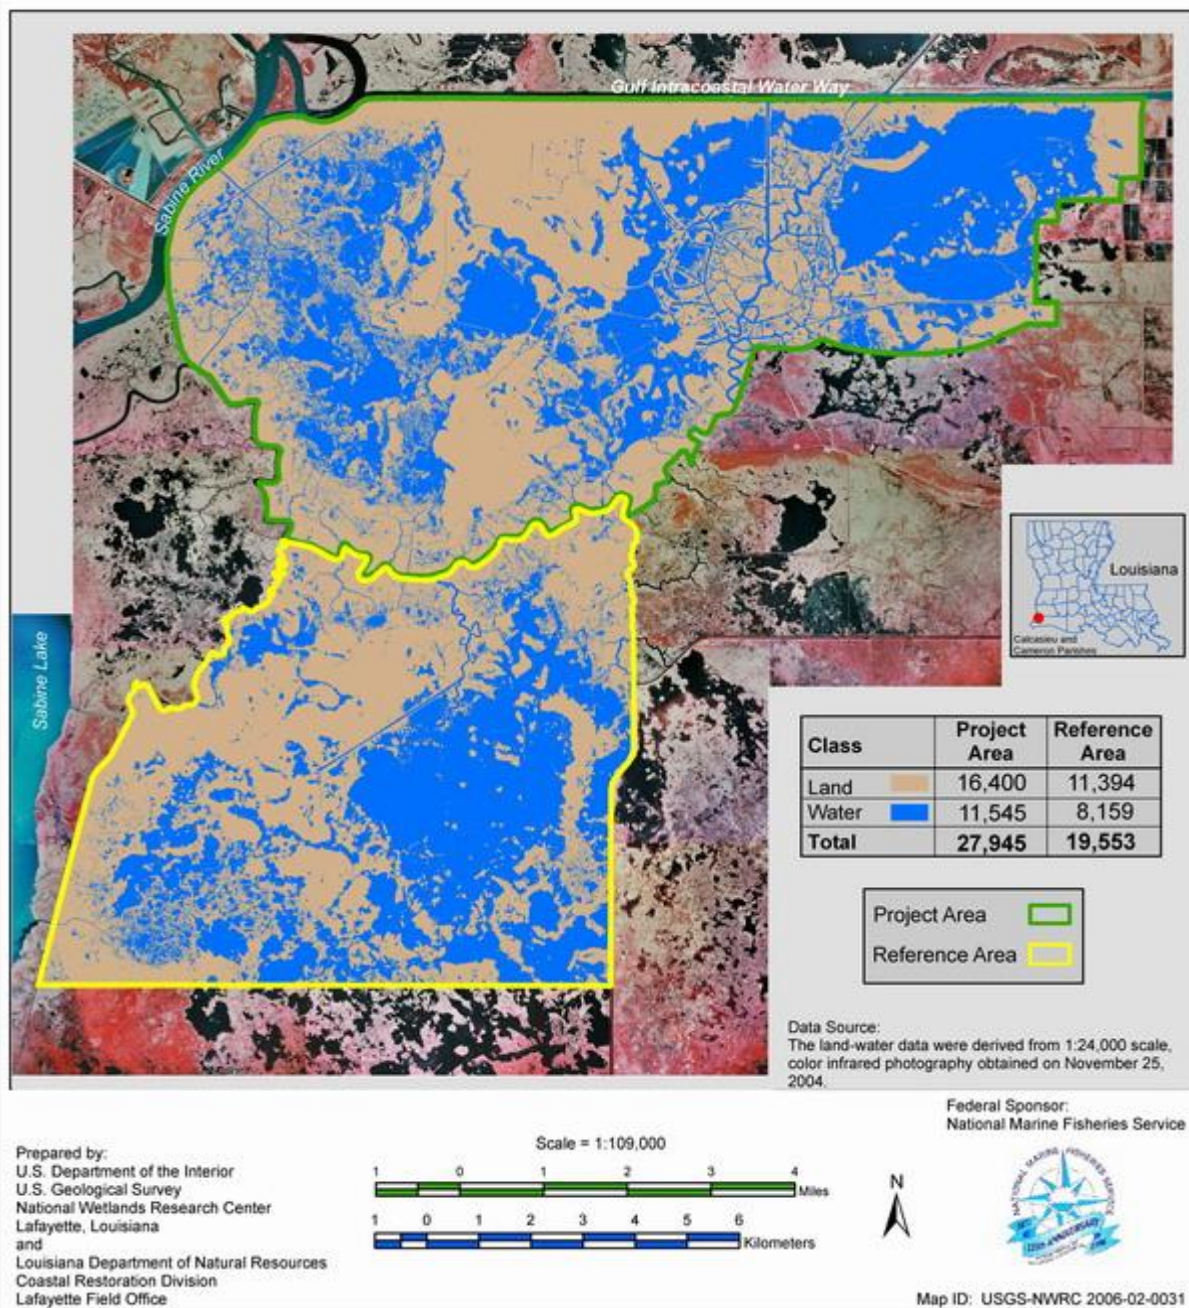 Gulf Intracoastal Water Way
Sabine River
Sabine Lake
Louisiana
Calcasieu and
Cameron Parishes
Class Project Area Reference Area
Land 16,400 11,394
Water 11,545 8,159
Total 27,945 19,553
Project Area
Reference Area
Data Source:
The land-water data were derived from 1:24,000 scale,
color infrared photography obtained on November 25,
2004.
Federal Sponsor:
National Marine Fisheries Service
Prepared by:
U.S. Department of the Interior
U.S. Geological Survey
National Wetlands Research Center
Lafayette, Louisiana
and
Louisiana Department of Natural Resources
Coastal Restoration Division
Lafayette Field Office
Scale = 1:109,000
1 0 1 2 3 4
Miles
1 0 1 2 3 4 5 6
Kilometers
N
NATIONAL MARINE FISHERIES SERVICE
125th ANNIVERSARY
Map ID: USGS-NWRC 2006-02-0031